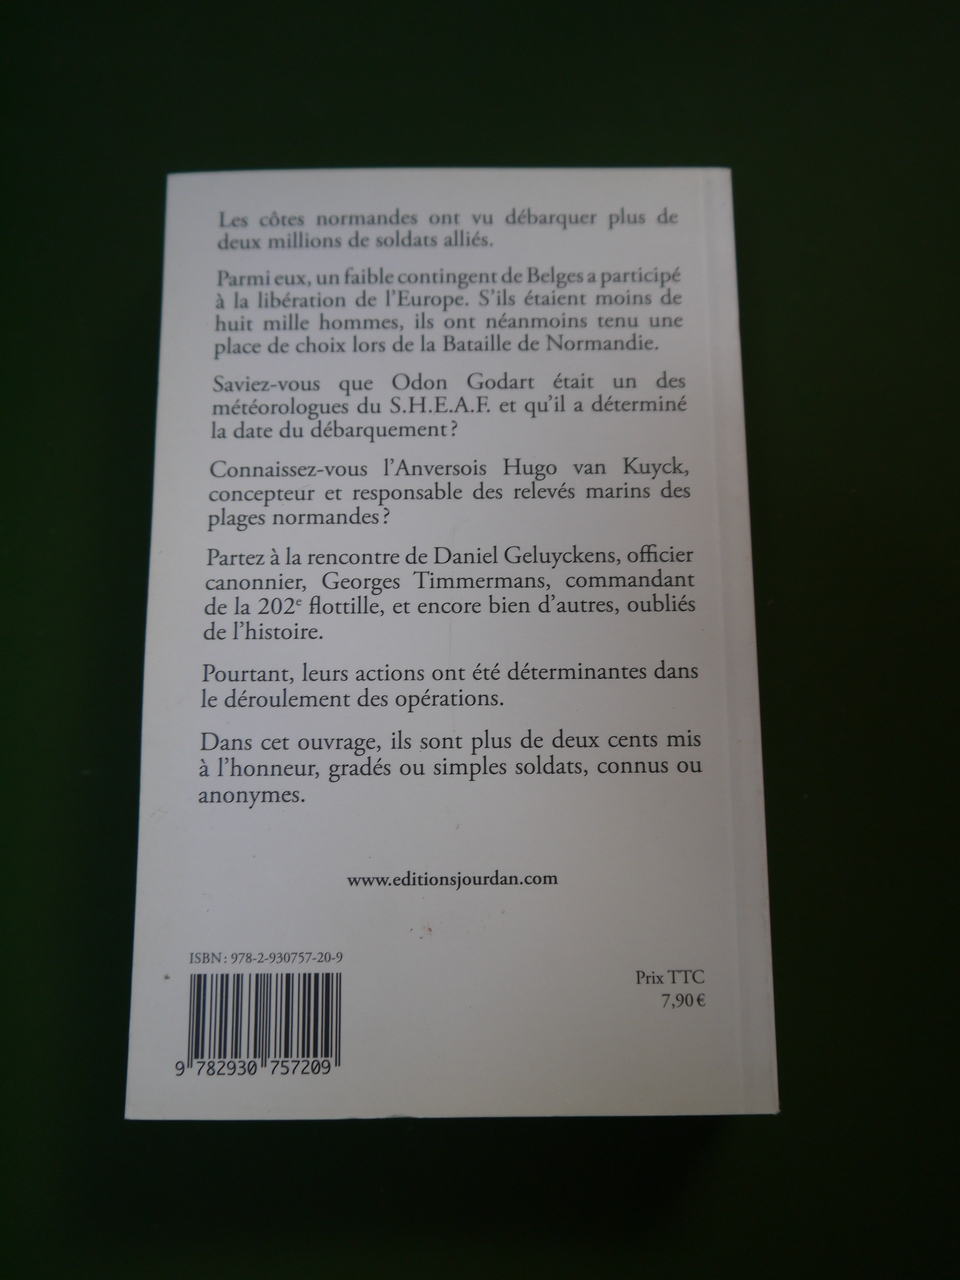 Les côtes normandes ont vu débarquer plus de
deux millions de soldats alliés.
Parmi eux, un faible contingent de Belges a participé
à la libération de l'Europe. S'ils étaient moins de
huit mille hommes, ils ont néanmoins tenu une
place de choix lors de la Bataille de Normandie.
Saviez-vous que Odon Godart était un des
météorologues du S.H.E.A.F. et qu'il a déterminé
la date du débarquement ?
Connaissez-vous l'Anversois Hugo van Kuyck,
concepteur et responsable des relevés marins des
plages normandes ?
Partez à la rencontre de Daniel Geluyckens, officier
canonnier, Georges Timmermans, commandant
de la 202e flottille, et encore bien d'autres, oubliés
de l'histoire.
Pourtant, leurs actions ont été déterminantes dans
le déroulement des opérations.
Dans cet ouvrage, ils sont plus de deux cents mis
à l'honneur, gradés ou simples soldats, connus ou
anonymes.
www.editionsjourdan.com
ISBN : 978-2-930757-20-9
Prix TTC
7,90 €
9 782930 757209